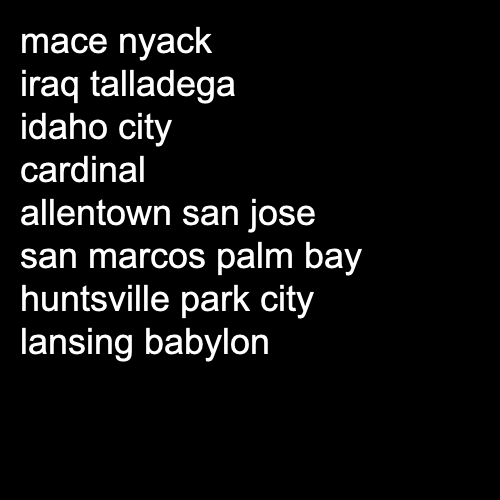 mace nyack
iraq talladega
idaho city
cardinal
allentown san jose
san marcos palm bay
huntsville park city
lansing babylon